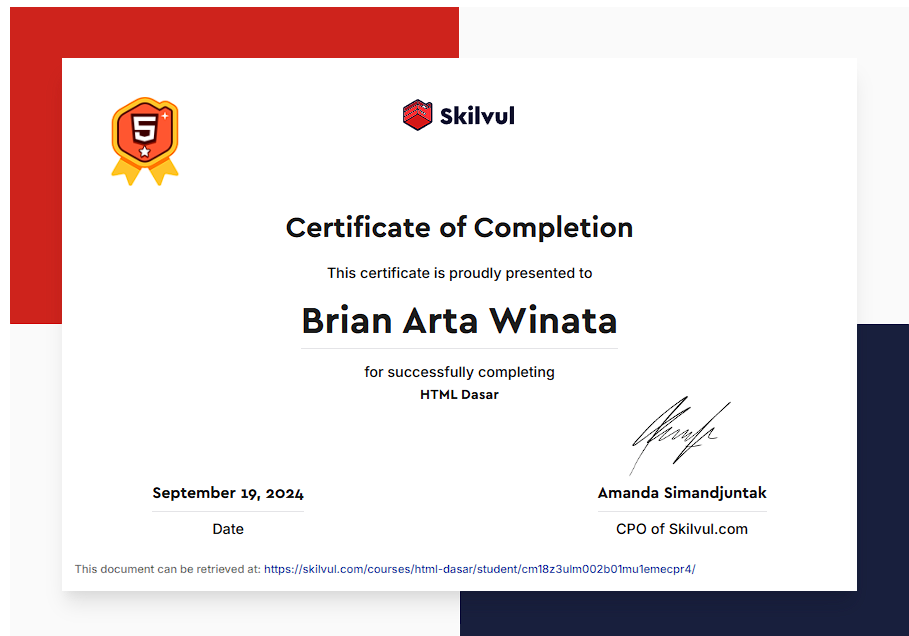 5
Skilvul
Certificate of Completion
This certificate is proudly presented to
Brian Arta Winata
for successfully completing
HTML Dasar
September 19, 2024
Amanda Simandjuntak
Date
CPO of Skilvul.com
This document can be retrieved at: https://skilvul.com/courses/html-dasar/student/cm18z3ulm002b01mu1emecpr4/